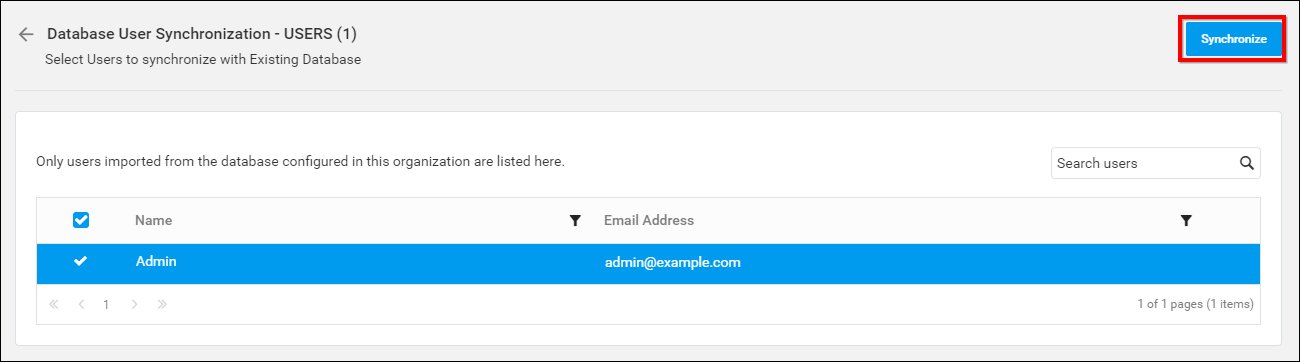 Database User Synchronization - USERS (1)
Synchronize
Select Users to synchronize with Existing Database
Only users imported from the database configured in this organization are listed here.
Search users
Name Email Address
Admin admin@example.com
1 1 of 1 pages (1 items)